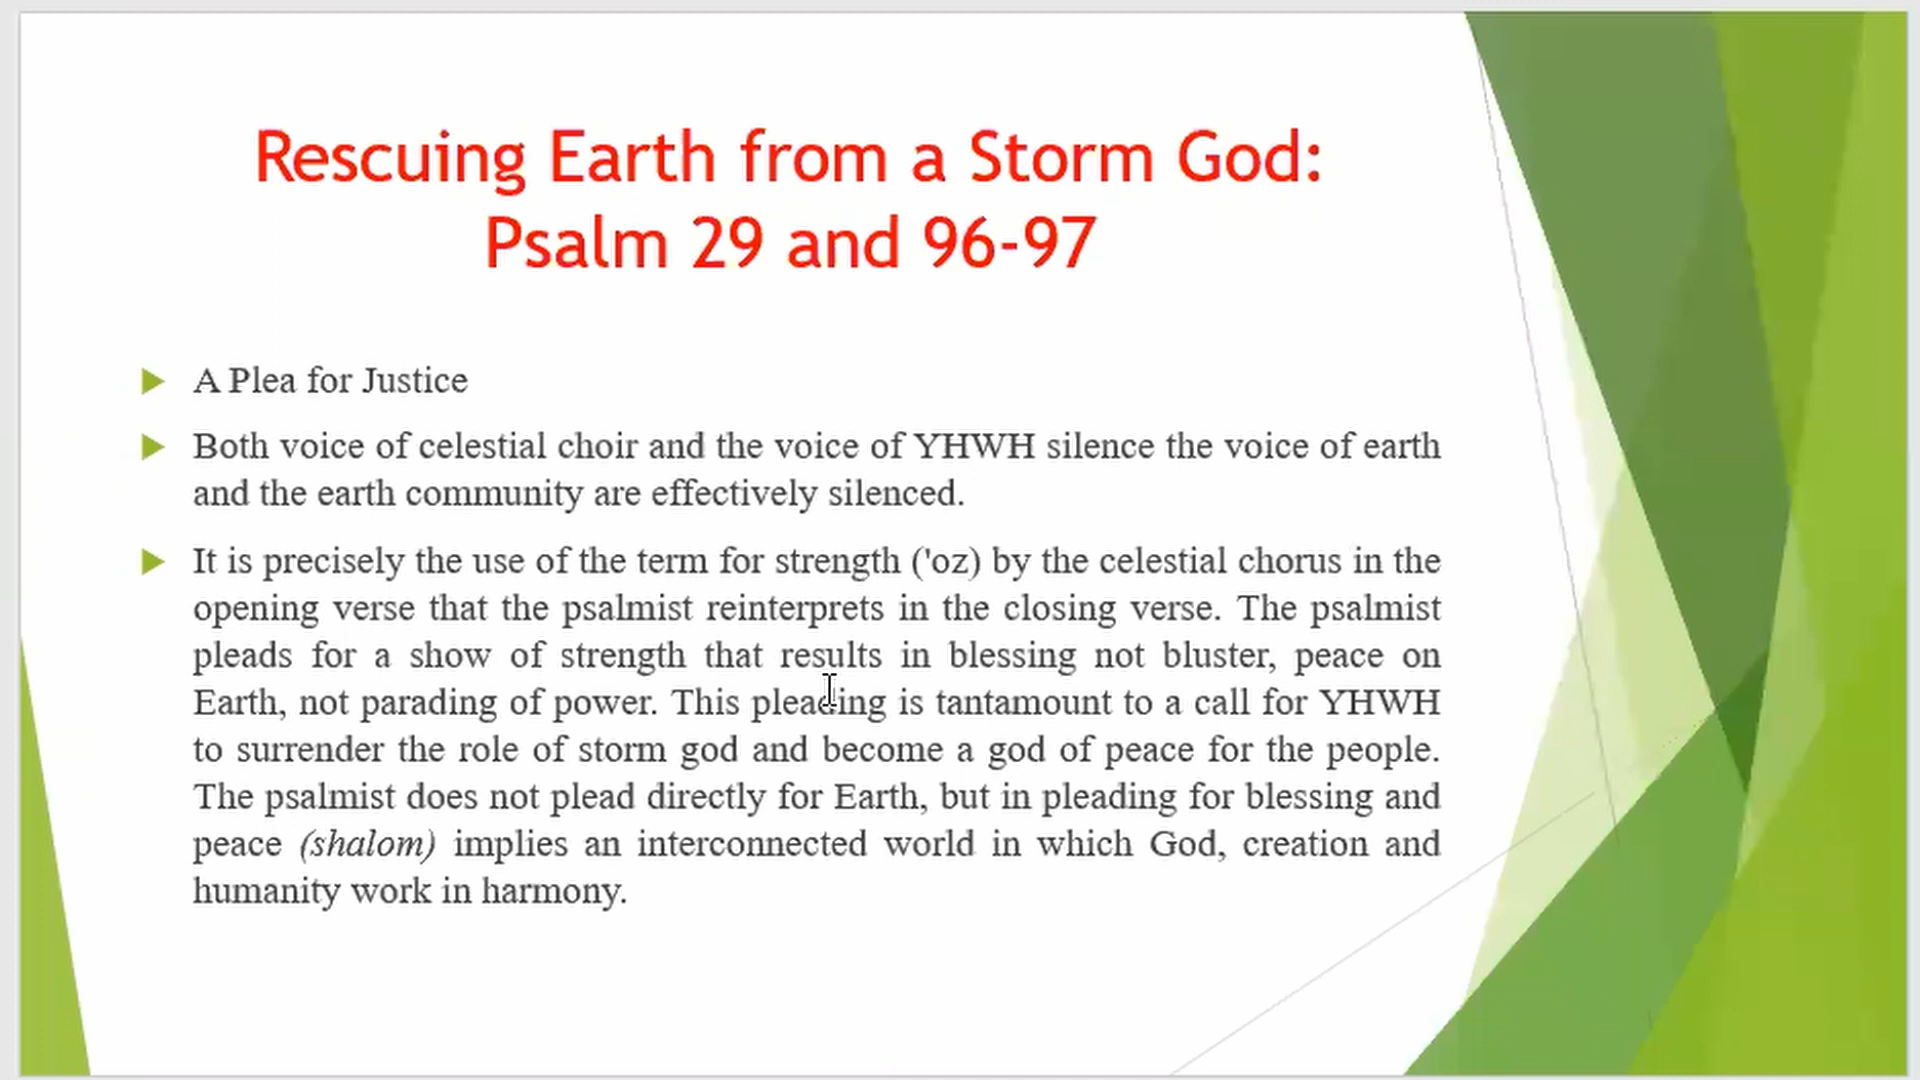 Rescuing Earth from a Storm God:
Psalm 29 and 96-97
A Plea for Justice
Both voice of celestial choir and the voice of YHWH silence the voice of earth
and the earth community are effectively silenced.
It is precisely the use of the term for strength ('oz) by the celestial chorus in the
opening verse that the psalmist reinterprets in the closing verse. The psalmist
pleads for a show of strength that results in blessing not bluster, peace on
Earth, not parading of power. This pleading is tantamount to a call for YHWH
to surrender the role of storm god and become a god of peace for the people.
The psalmist does not plead directly for Earth, but in pleading for blessing and
peace (shalom) implies an interconnected world in which God, creation and
humanity work in harmony.